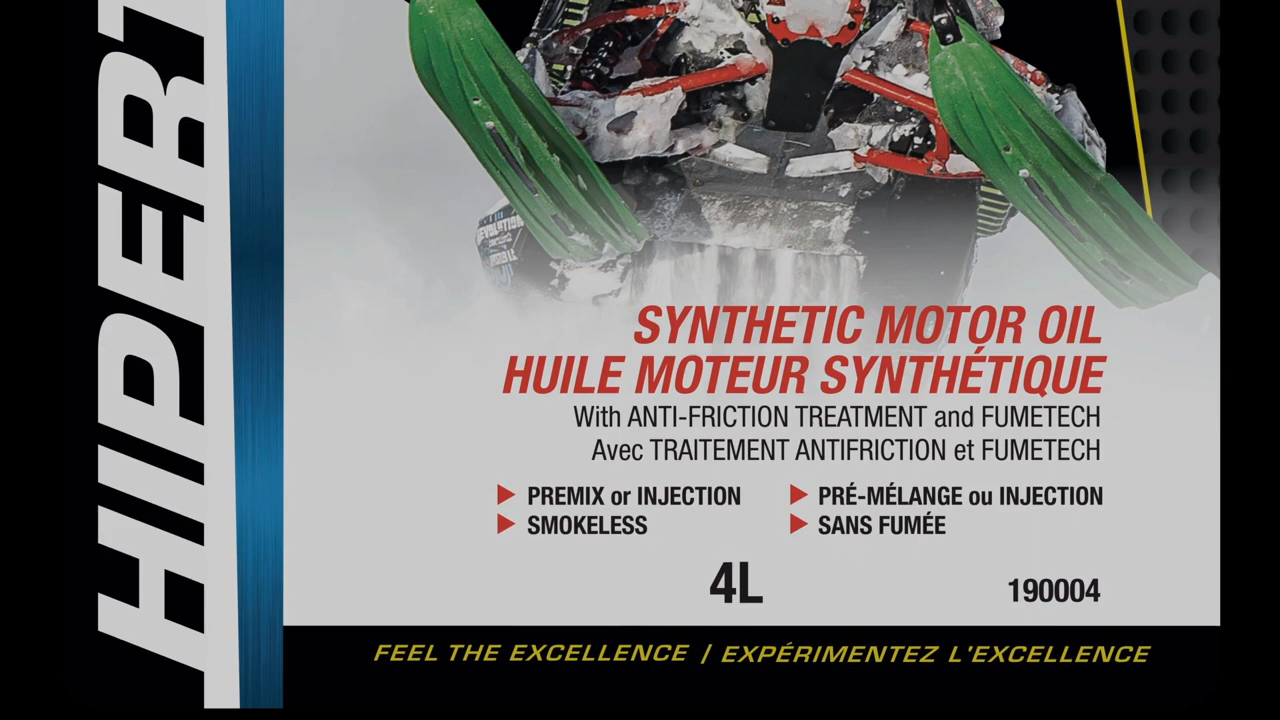 HIPER
SYNTHETIC MOTOR OIL
HUILE MOTEUR SYNTHÉTIQUE
With ANTI-FRICTION TREATMENT and FUMETECH
Avec TRAITEMENT ANTIFRICTION et FUMETECH
PREMIX or INJECTION
SMOKELESS
PRÉ-MÉLANGE ou INJECTION
SANS FUMÉE
4L
190004
FEEL THE EXCELLENCE / EXPÉRIMENTEZ L'EXCELLENCE